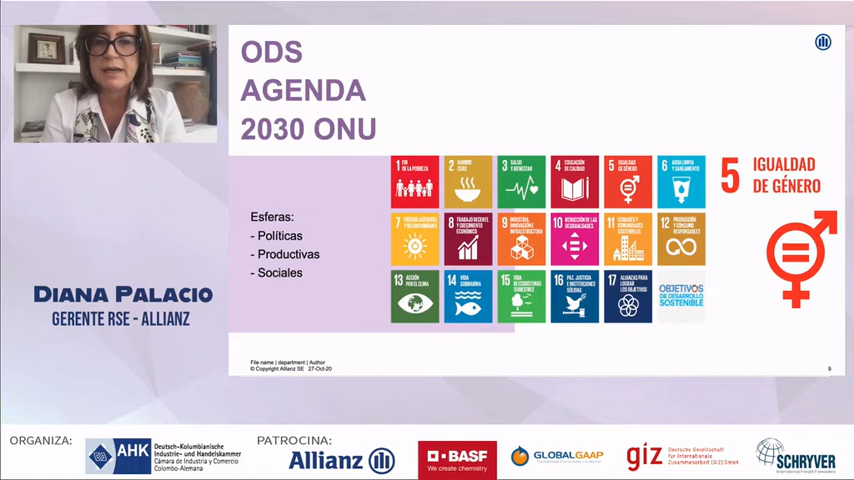 ODS
AGENDA
2030 ONU
Esferas:
- Políticas
- Productivas
- Sociales
1 FIN
DE LA POBREZA
2 HAMBRE
CERO
3 SALUD
Y BIENESTAR
4 EDUCACIÓN
DE CALIDAD
5 IGUALDAD
DE GÉNERO
6 AGUA LIMPIA
Y SANEAMIENTO
7 ENERGÍA ASEQUIBLE
Y NO CONTAMINANTE
8 TRABAJO DECENTE
Y CRECIMIENTO
ECONÓMICO
9 INDUSTRIA,
INNOVACIÓN E
INFRAESTRUCTURA
10 REDUCCIÓN DE LAS
DESIGUALDADES
11 CIUDADES Y
COMUNIDADES
SOSTENIBLES
12 PRODUCCIÓN
Y CONSUMO
RESPONSABLES
13 ACCIÓN
POR EL CLIMA
14 VIDA
SUBMARINA
15 VIDA
DE ECOSISTEMAS
TERRESTRES
16 PAZ, JUSTICIA
E INSTITUCIONES
SÓLIDAS
17 ALIANZAS PARA
LOGRAR
LOS OBJETIVOS
OBJETIVOS
DE DESARROLLO
SOSTENIBLE
5 IGUALDAD
DE GÉNERO
DIANA PALACIO
GERENTE RSE - ALLIANZ
File name | department | Author
© Copyright Allianz SE 27-Oct-20
9
ORGANIZA:
AHK
Deutsch-Kolumbianische
Industrie- und Handelskammer
Cámara de Industria y Comercio
Colombo-Alemana
PATROCINA:
Allianz
BASF
We create chemistry
GLOBALGAAP
giz
Deutsche Gesellschaft
für Internationale
Zusammenarbeit (GIZ) GmbH
SCHRYVER
International Freight Forwarders